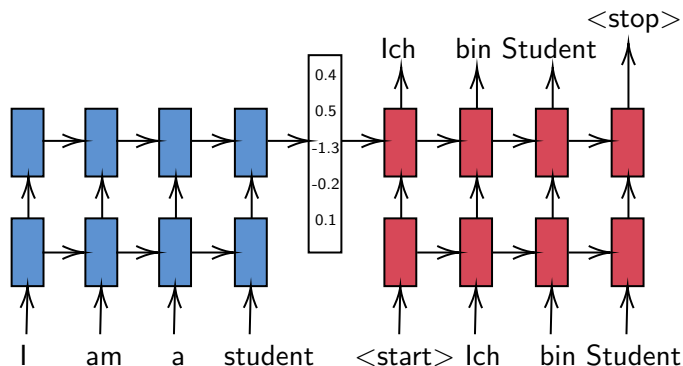 <stop>
Ich bin Student
0.4
0.5
-1.3
-0.2
0.1
I am a student <start> Ich bin Student